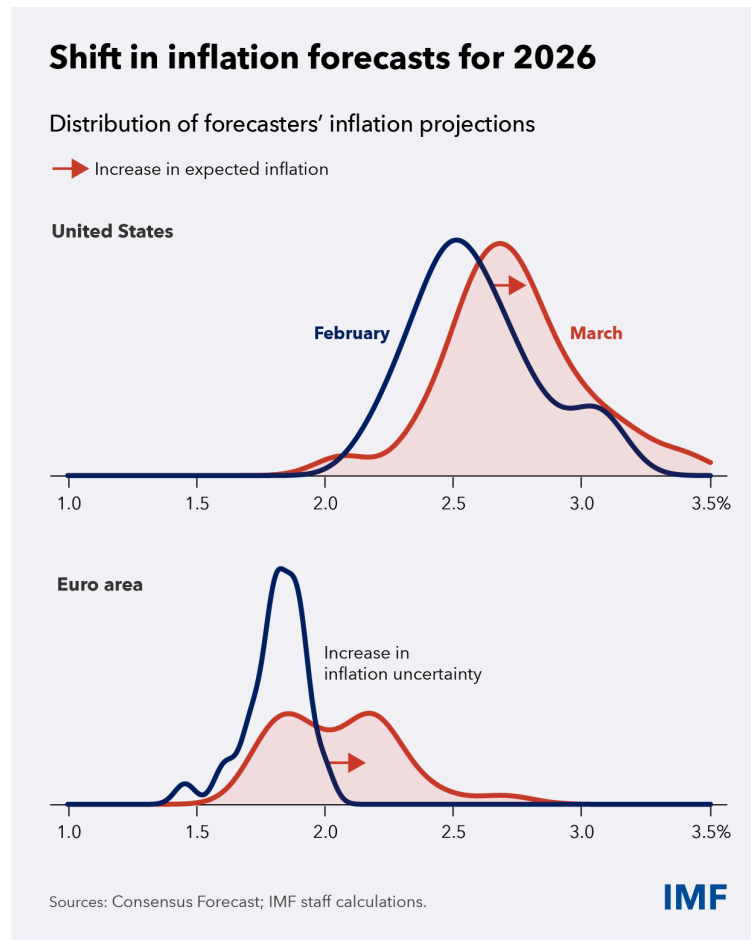 Shift in inflation forecasts for 2026
Distribution of forecasters’ inflation projections
Increase in expected inflation
United States
February
March
1.0 1.5 2.0 2.5 3.0 3.5%
Euro area
Increase in
inflation uncertainty
1.0 1.5 2.0 2.5 3.0 3.5%
Sources: Consensus Forecast; IMF staff calculations.
IMF